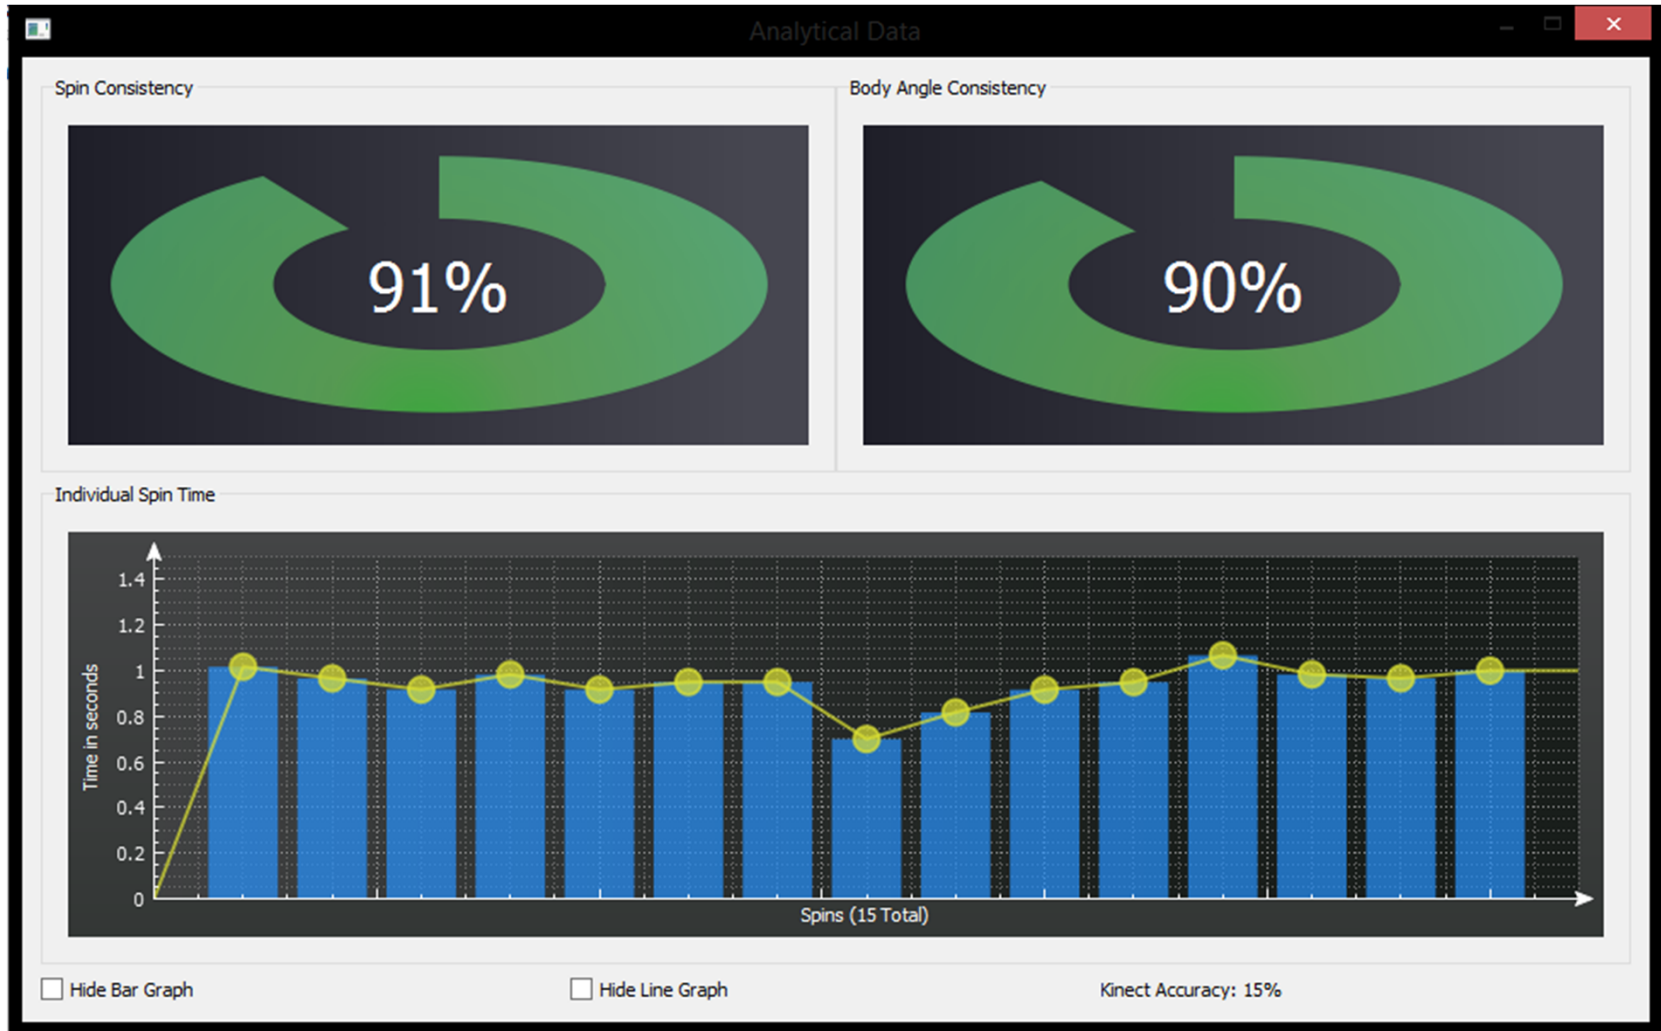 Analytical Data
Spin Consistency
Body Angle Consistency
91%
90%
Individual Spin Time
1.4
1.2
1
0.8
0.6
0.4
0.2
0
Time in seconds
Spins (15 Total)
Hide Bar Graph
Hide Line Graph
Kinect Accuracy: 15%